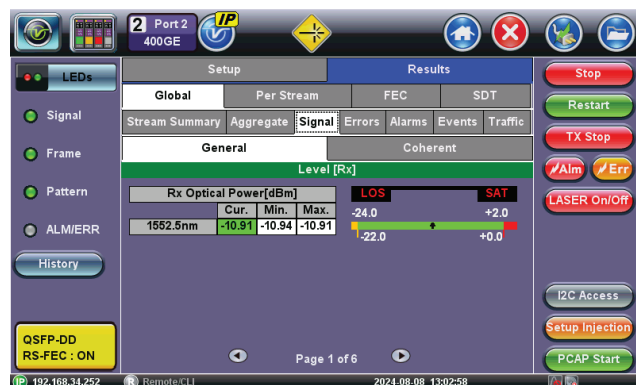 2 Port 2
400GE
IP
Setup
Results
LEDs
Global
Per Stream
FEC
SDT
Stop
Restart
Signal
Stream Summary
Aggregate
Signal
Errors
Alarms
Events
Traffic
TX Stop
Frame
General
Coherent
Level [Rx]
Alm
Err
Pattern
Rx Optical Power[dBm]
LOS
SAT
LASER On/Off
Cur.
Min.
Max.
-24.0
+2.0
1552.5nm
-10.91
-10.94
-10.91
ALM/ERR
-22.0
+0.0
History
I2C Access
Setup Injection
QSFP-DD
RS-FEC : ON
Page 1 of 6
PCAP Start
IP 192.168.34.252
R Remote/CLI
2024-08-08 13:02:58